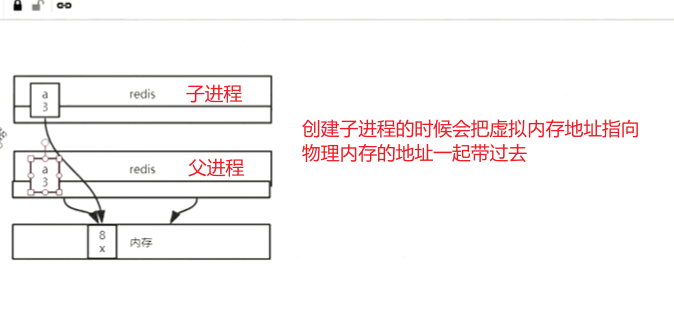 a
3
redis 子进程
创建子进程的时候会把虚拟内存地址指向
物理内存的地址一起带过去
a
3
redis 父进程
8
x
内存